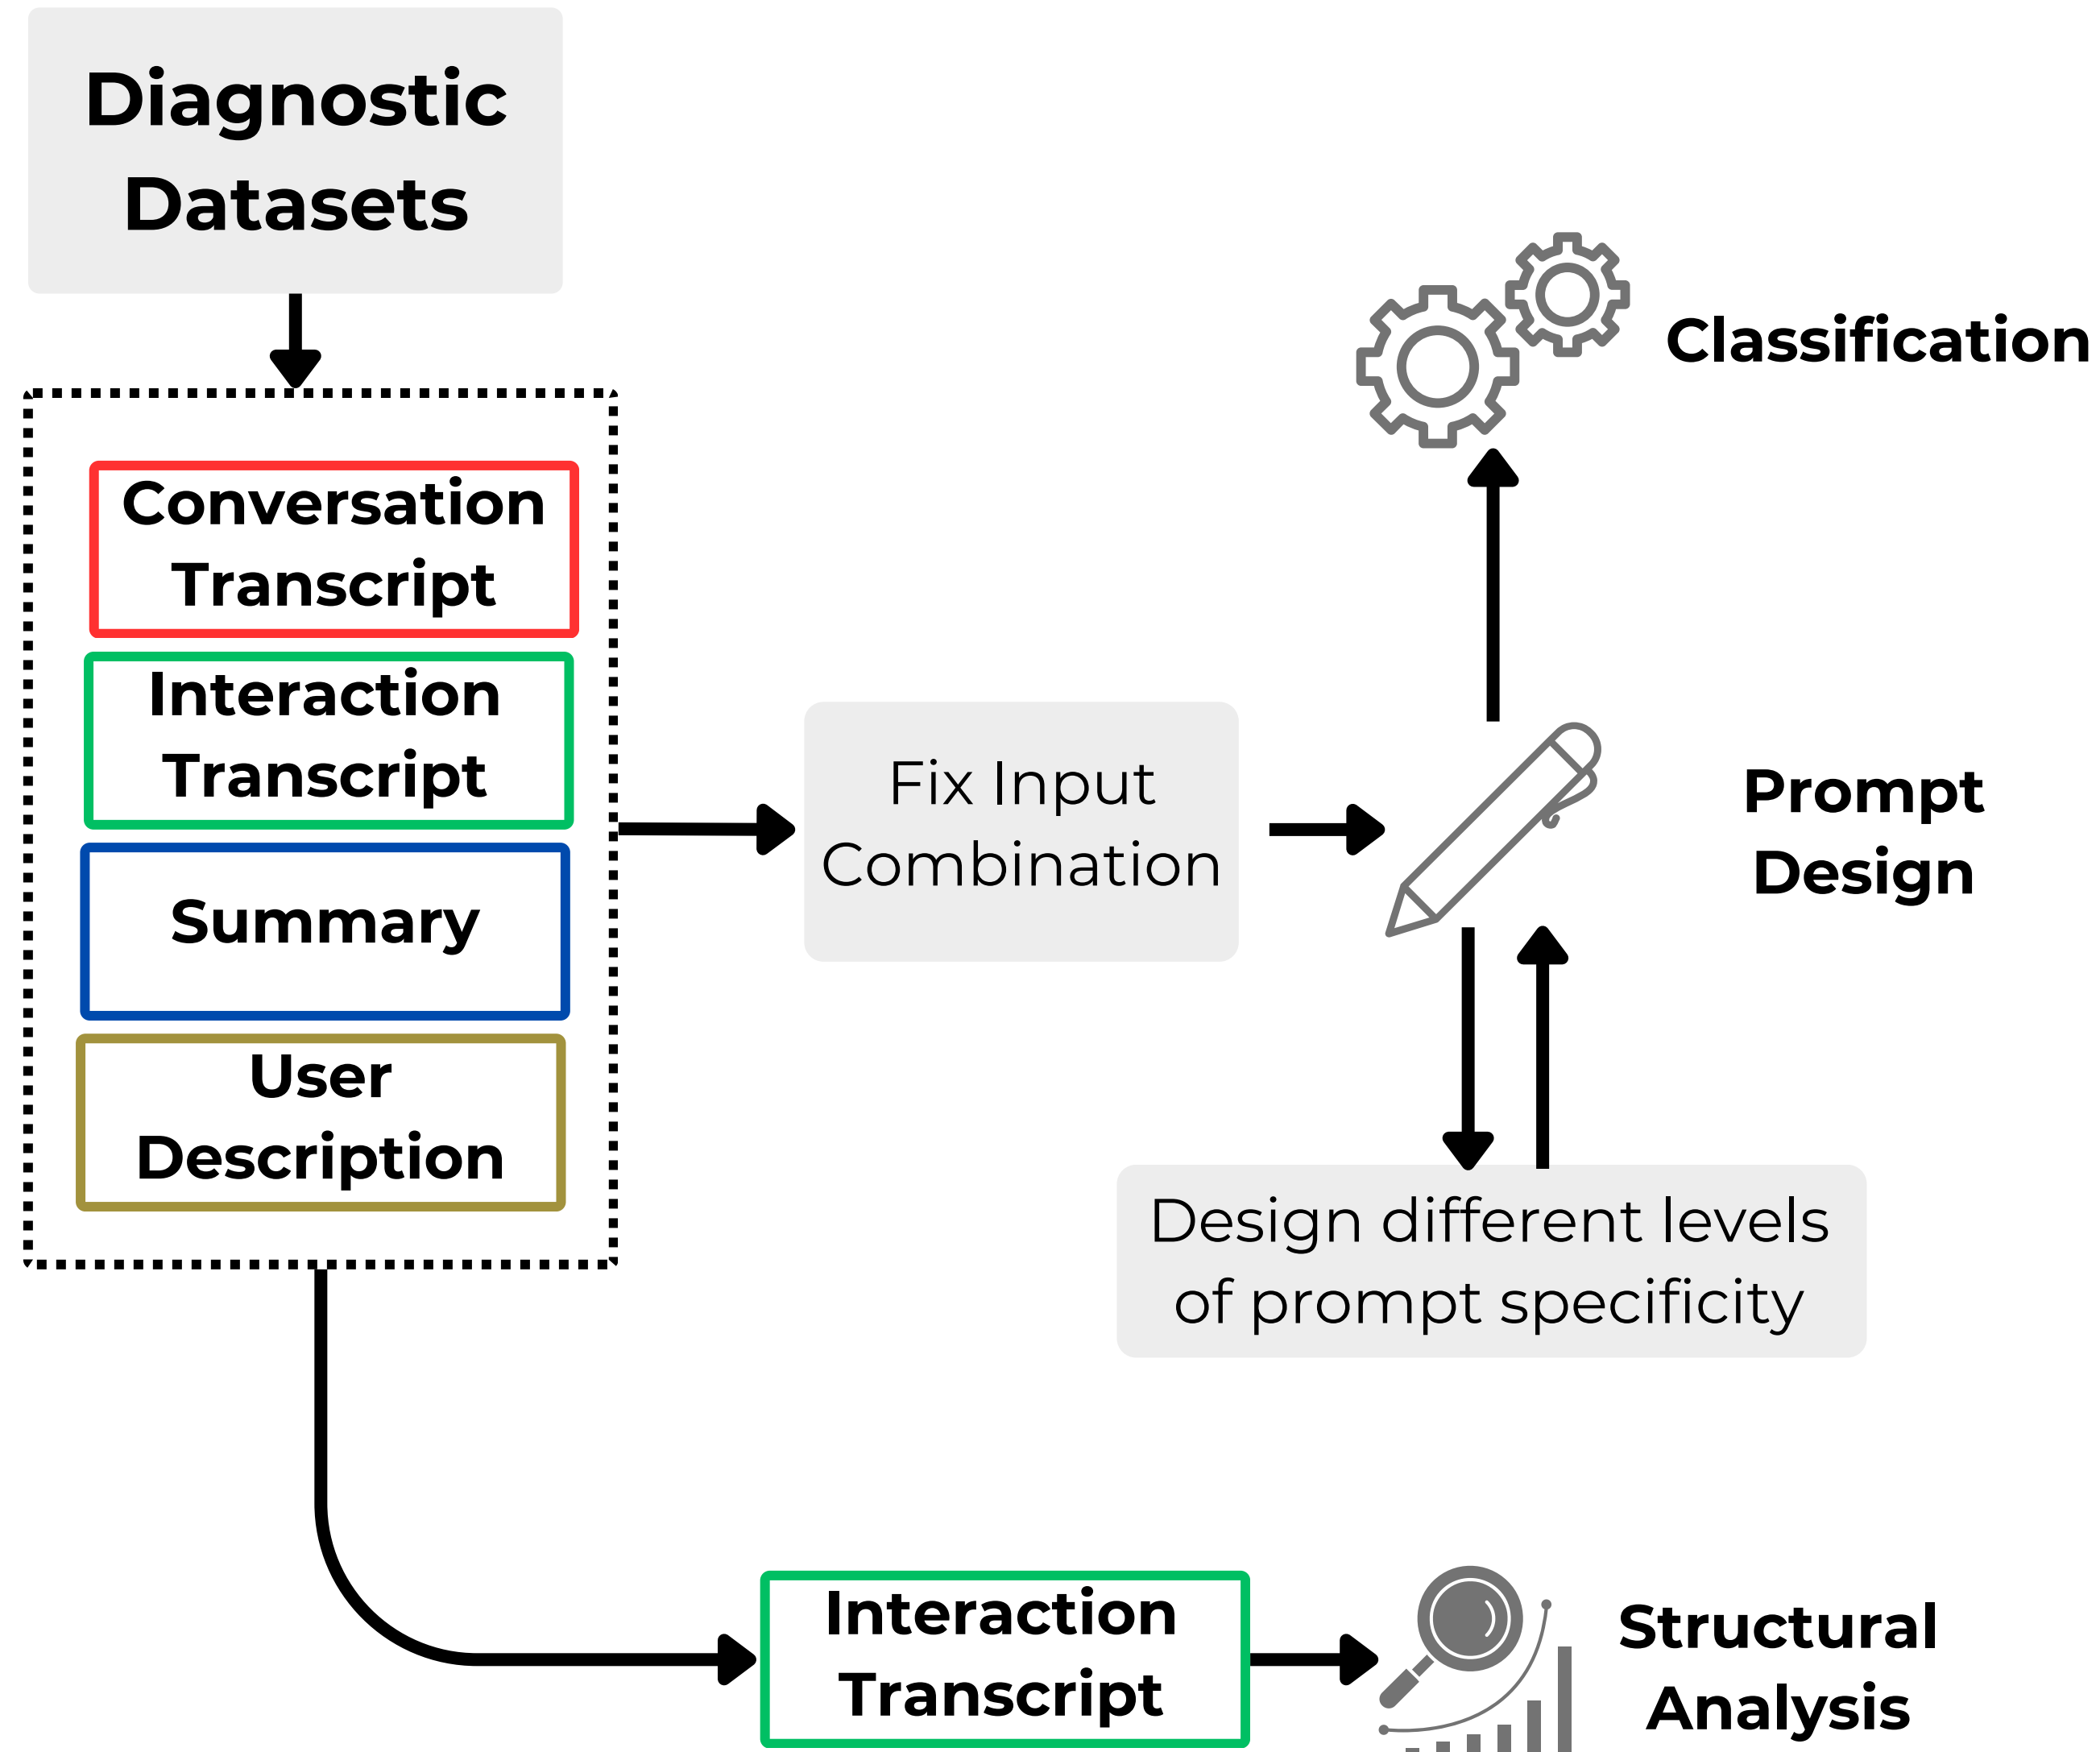 Diagnostic
Datasets
Conversation
Transcript
Interaction
Transcript
Summary
User
Description
Fix Input
Combination
Classification
Prompt
Design
Design different levels
of prompt specificity
Interaction
Transcript
Structural
Analysis